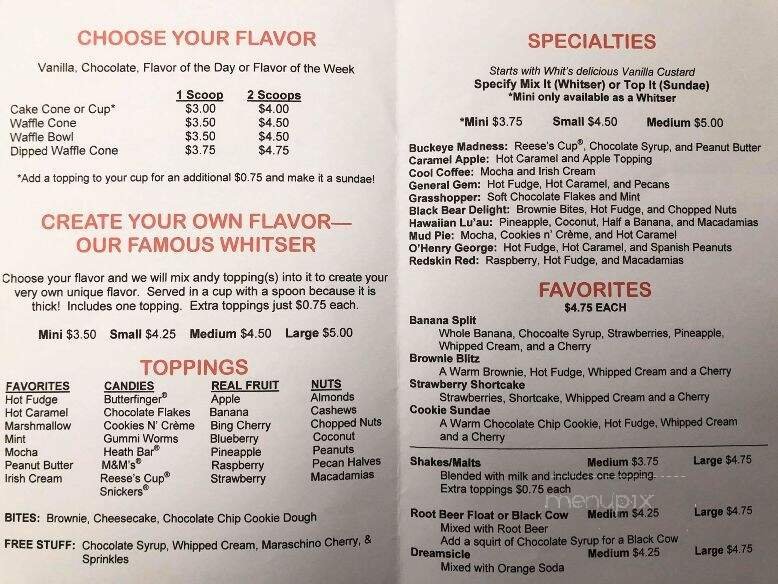 CHOOSE YOUR FLAVOR
Vanilla, Chocolate, Flavor of the Day or Flavor of the Week
1 Scoop 2 Scoops
Cake Cone or Cup* $3.00 $4.00
Waffle Cone $3.50 $4.50
Waffle Bowl $3.50 $4.50
Dipped Waffle Cone $3.75 $4.75
*Add a topping to your cup for an additional $0.75 and make it a sundae!
CREATE YOUR OWN FLAVOR—
OUR FAMOUS WHITSER
Choose your flavor and we will mix andy topping(s) into it to create your
very own unique flavor. Served in a cup with a spoon because it is
thick! Includes one topping. Extra toppings just $0.75 each.
Mini $3.50 Small $4.25 Medium $4.50 Large $5.00
TOPPINGS
FAVORITES CANDIES REAL FRUIT NUTS
Hot Fudge Butterfinger® Apple Almonds
Hot Caramel Chocolate Flakes Banana Cashews
Marshmallow Cookies N' Crème Bing Cherry Chopped Nuts
Mint Gummi Worms Blueberry Coconut
Mocha Heath Bar® Pineapple Peanuts
Peanut Butter M&M's® Raspberry Pecan Halves
Irish Cream Reese's Cup® Strawberry Macadamias
Snickers®
BITES: Brownie, Cheesecake, Chocolate Chip Cookie Dough
FREE STUFF: Chocolate Syrup, Whipped Cream, Maraschino Cherry, &
Sprinkles
SPECIALTIES
Starts with Whit's delicious Vanilla Custard
Specify Mix It (Whitser) or Top It (Sundae)
*Mini only available as a Whitser
*Mini $3.75 Small $4.50 Medium $5.00
Buckeye Madness: Reese's Cup®, Chocolate Syrup, and Peanut Butter
Caramel Apple: Hot Caramel and Apple Topping
Cool Coffee: Mocha and Irish Cream
General Gem: Hot Fudge, Hot Caramel, and Pecans
Grasshopper: Soft Chocolate Flakes and Mint
Black Bear Delight: Brownie Bites, Hot Fudge, and Chopped Nuts
Hawaiian Lu'au: Pineapple, Coconut, Half a Banana, and Macadamias
Mud Pie: Mocha, Cookies n' Crème, and Hot Caramel
O'Henry George: Hot Fudge, Hot Caramel, and Spanish Peanuts
Redskin Red: Raspberry, Hot Fudge, and Macadamias
FAVORITES
$4.75 EACH
Banana Split
Whole Banana, Chocoalte Syrup, Strawberries, Pineapple,
Whipped Cream, and a Cherry
Brownie Blitz
A Warm Brownie, Hot Fudge, Whipped Cream and a Cherry
Strawberry Shortcake
Strawberries, Shortcake, Whipped Cream and a Cherry
Cookie Sundae
A Warm Chocolate Chip Cookie, Hot Fudge, Whipped Cream
and a Cherry
Shakes/Malts Medium $3.75 Large $4.75
Blended with milk and includes one topping.
Extra toppings $0.75 each
menupix
Root Beer Float or Black Cow Medium $4.25 Large $4.75
Mixed with Root Beer
Add a squirt of Chocolate Syrup for a Black Cow
Dreamsicle Medium $4.25 Large $4.75
Mixed with Orange Soda